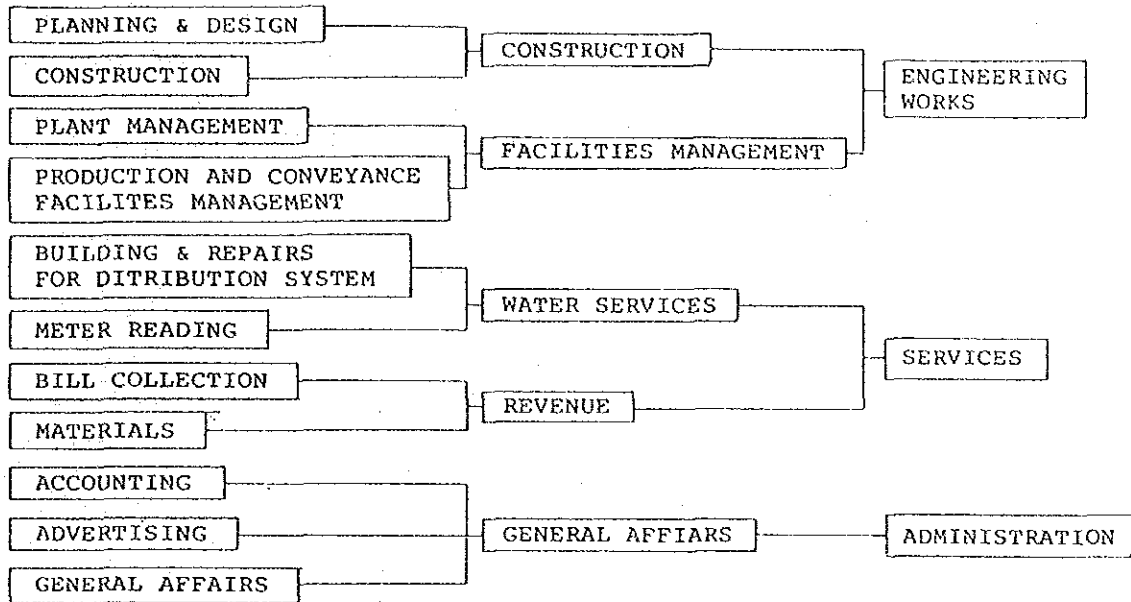 PLANNING & DESIGN
CONSTRUCTION
PLANT MANAGEMENT
PRODUCTION AND CONVEYANCE
FACILITES MANAGEMENT
BUILDING & REPAIRS
FOR DITRIBUTION SYSTEM
METER READING
BILL COLLECTION
MATERIALS
ACCOUNTING
ADVERTISING
GENERAL AFFAIRS
CONSTRUCTION
FACILITIES MANAGEMENT
WATER SERVICES
REVENUE
GENERAL AFFIARS
ENGINEERING
WORKS
SERVICES
ADMINISTRATION